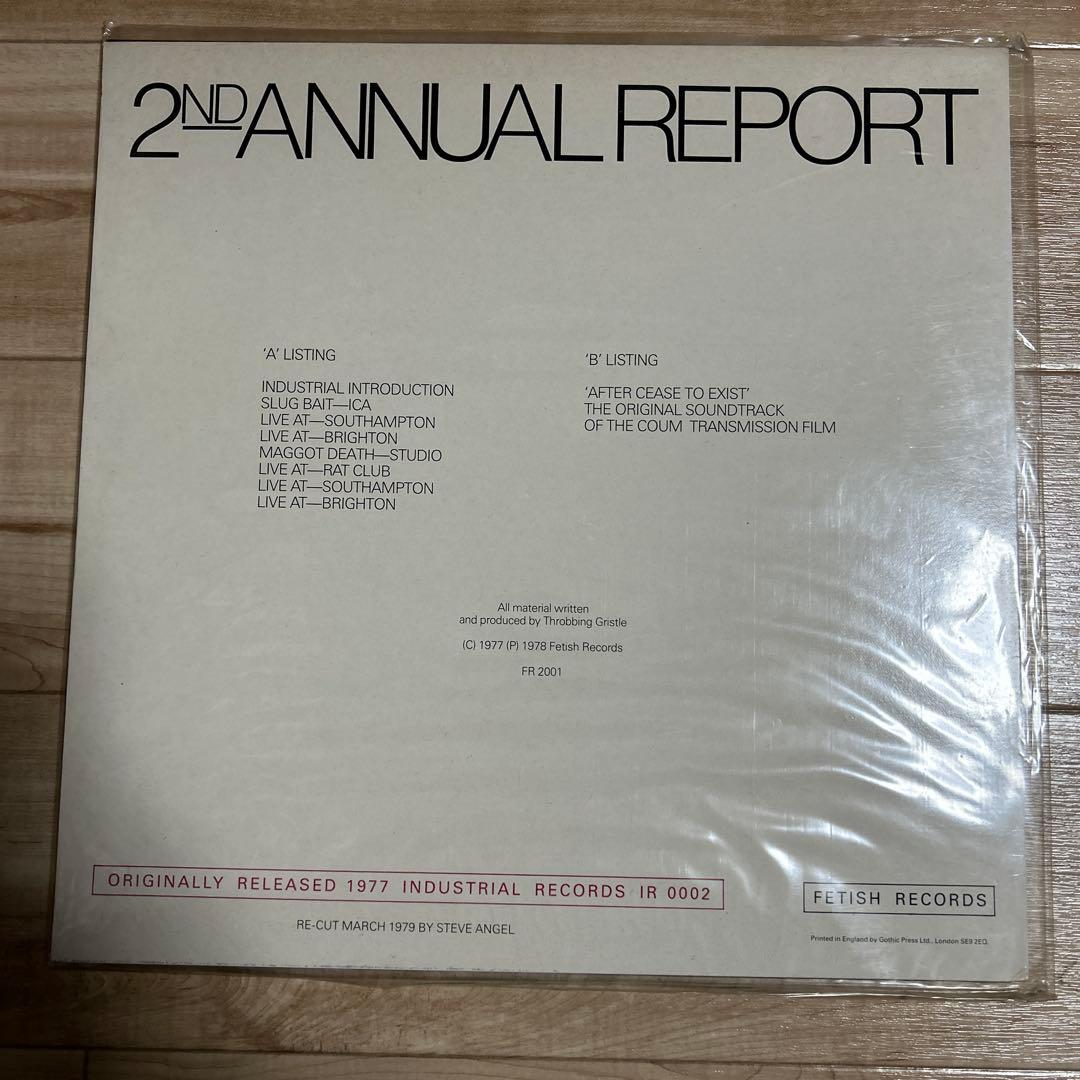 2ND ANNUAL REPORT
'A' LISTING
INDUSTRIAL INTRODUCTION
SLUG BAIT—ICA
LIVE AT—SOUTHAMPTON
LIVE AT—BRIGHTON
MAGGOT DEATH—STUDIO
LIVE AT—RAT CLUB
LIVE AT—SOUTHAMPTON
LIVE AT—BRIGHTON
'B' LISTING
'AFTER CEASE TO EXIST'
THE ORIGINAL SOUNDTRACK
OF THE COUM TRANSMISSION FILM
All material written
and produced by Throbbing Gristle
(C) 1977 (P) 1978 Fetish Records
FR 2001
ORIGINALLY RELEASED 1977 INDUSTRIAL RECORDS IR 0002
RE-CUT MARCH 1979 BY STEVE ANGEL
FETISH RECORDS
Printed in England by Gothic Press Ltd., London SE9 2EQ.